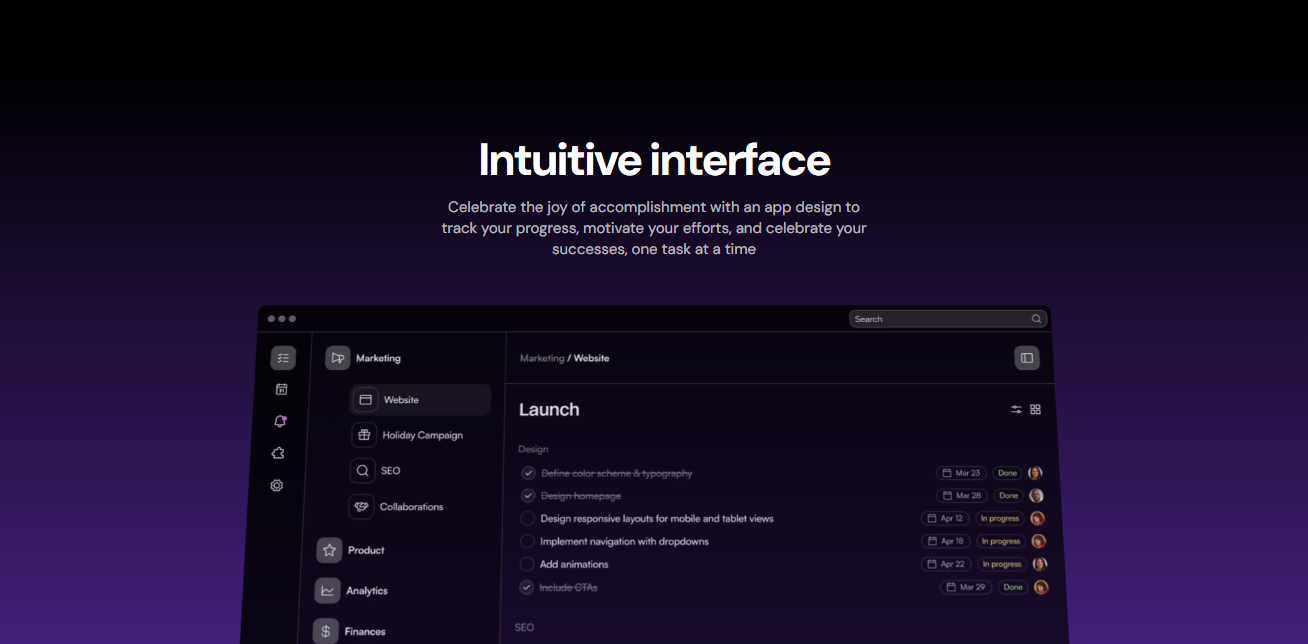 Intuitive interface
Celebrate the joy of accomplishment with an app design to
track your progress, motivate your efforts, and celebrate your
successes, one task at a time
Search
Marketing
Website
Holiday Campaign
SEO
Collaborations
Product
Analytics
Finances
Marketing / Website
Launch
Design
Define color scheme & typography Mar 23 Done
Design homepage Mar 28 Done
Design responsive layouts for mobile and tablet views Apr 12 In progress
Implement navigation with dropdowns Apr 18 In progress
Add animations Apr 22 In progress
Include CTAs Mar 29 Done
SEO